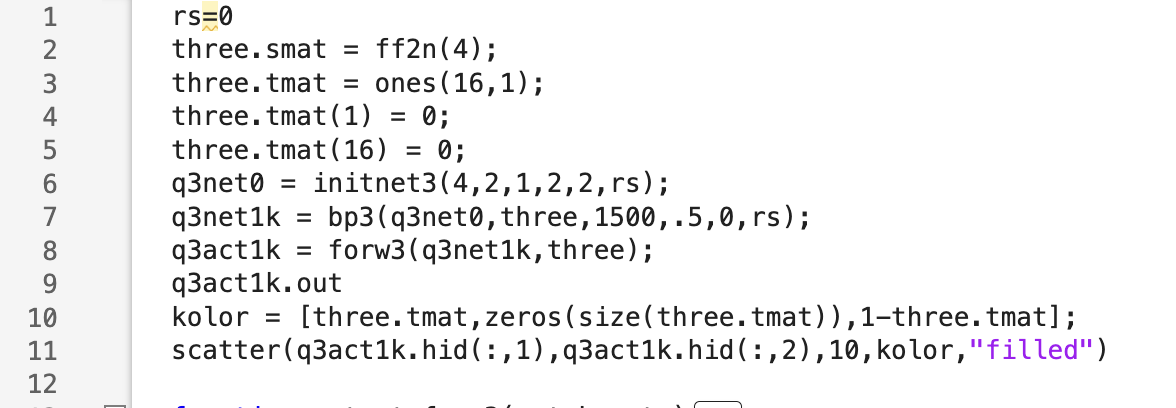 1 rs=0
2 three.smat = ff2n(4);
3 three.tmat = ones(16,1);
4 three.tmat(1) = 0;
5 three.tmat(16) = 0;
6 q3net0 = initnet3(4,2,1,2,2,rs);
7 q3net1k = bp3(q3net0,three,1500,.5,0,rs);
8 q3act1k = forw3(q3net1k,three);
9 q3act1k.out
10 kolor = [three.tmat,zeros(size(three.tmat)),1-three.tmat];
11 scatter(q3act1k.hid(:,1),q3act1k.hid(:,2),10,kolor,"filled")
12